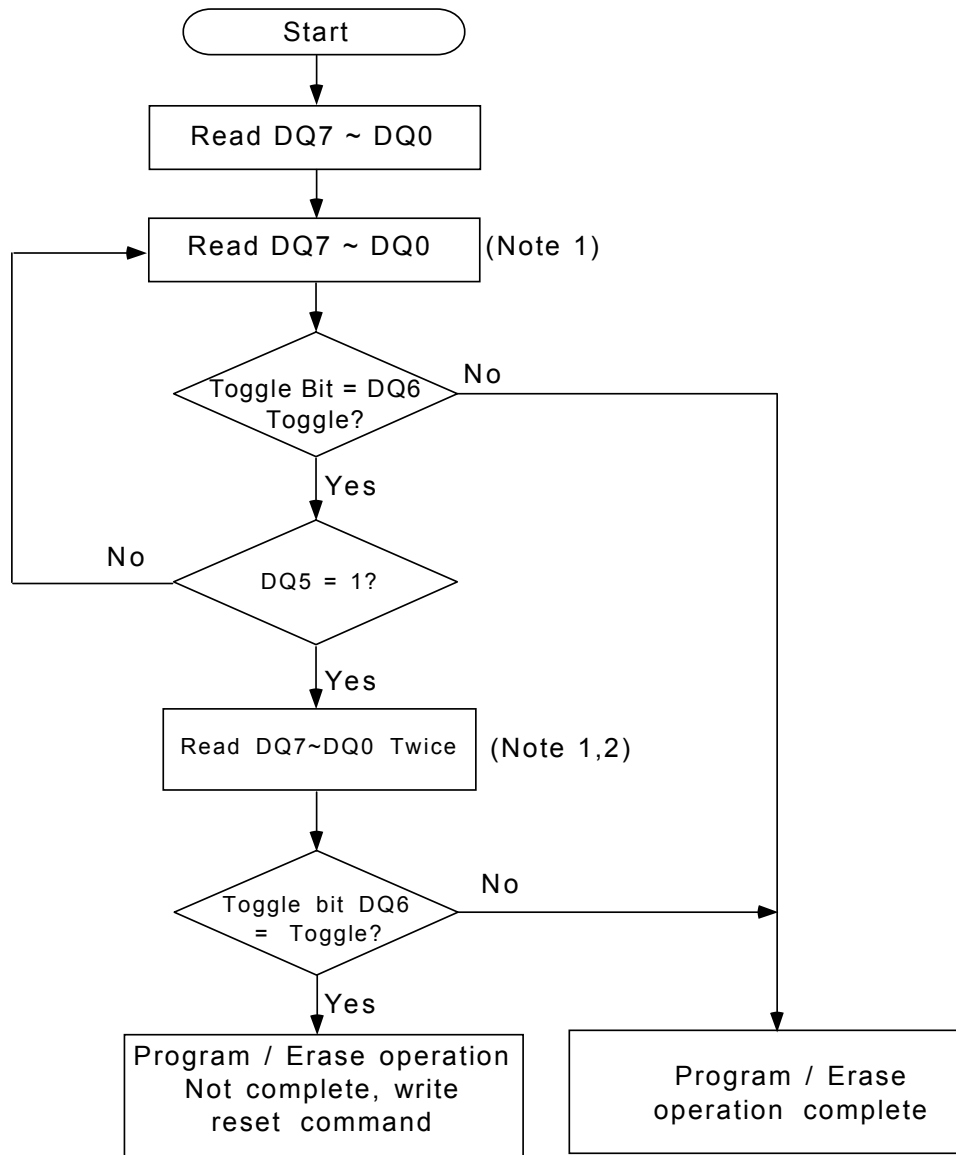 Start
Read DQ7 ~ DQ0
Read DQ7 ~ DQ0
(Note 1)
Toggle Bit = DQ6
Toggle?
No
Yes
No
DQ5 = 1?
Yes
Read DQ7~DQ0 Twice
(Note 1,2)
Toggle bit DQ6
= Toggle?
No
Yes
Program / Erase operation
Not complete, write
reset command
Program / Erase
operation complete